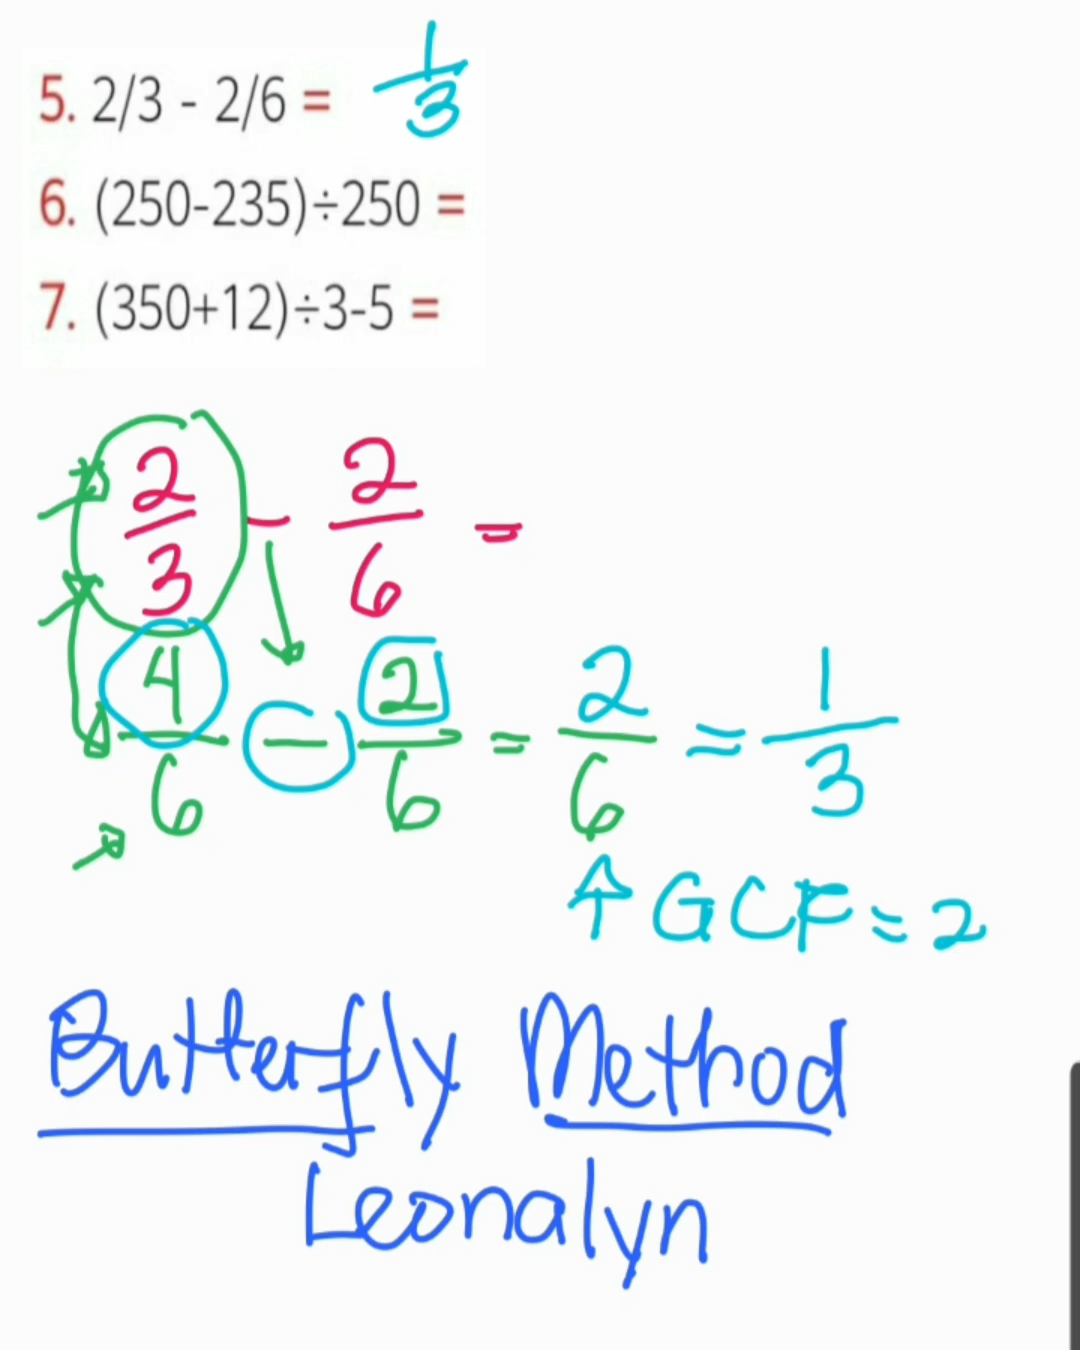 5. 2/3 - 2/6 = 1/3
6. (250-235)÷250 =
7. (350+12)÷3-5 =
2/3 - 2/6 =
4/6 - 2/6 = 2/6 = 1/3
↑ GCF = 2
Butterfly Method
Leonalyn